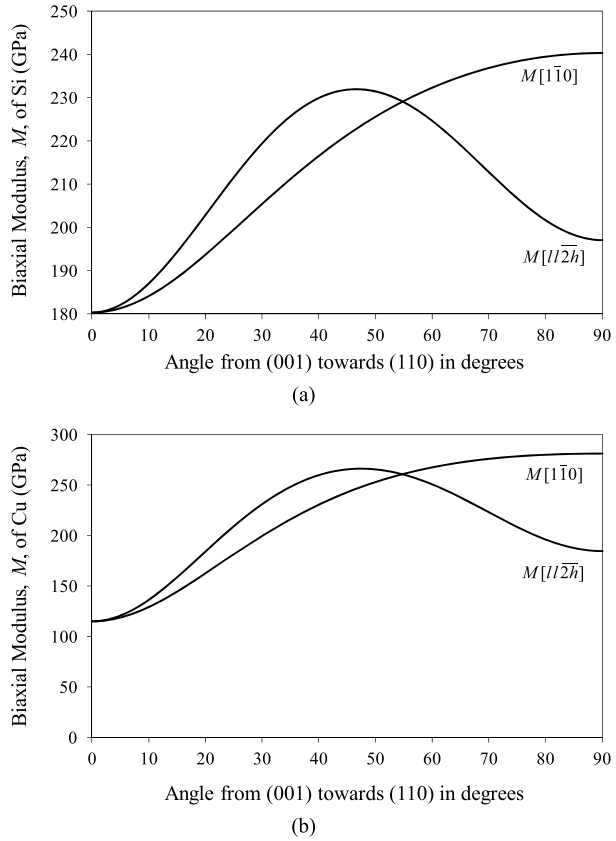 250
240
230
220
210
200
190
180
Biaxial Modulus, M, of Si (GPa)
M[11̅0]
M[ll2̅h̅]
0 10 20 30 40 50 60 70 80 90
Angle from (001) towards (110) in degrees
(a)
300
250
200
150
100
50
0
Biaxial Modulus, M, of Cu (GPa)
M[11̅0]
M[ll2̅h̅]
0 10 20 30 40 50 60 70 80 90
Angle from (001) towards (110) in degrees
(b)